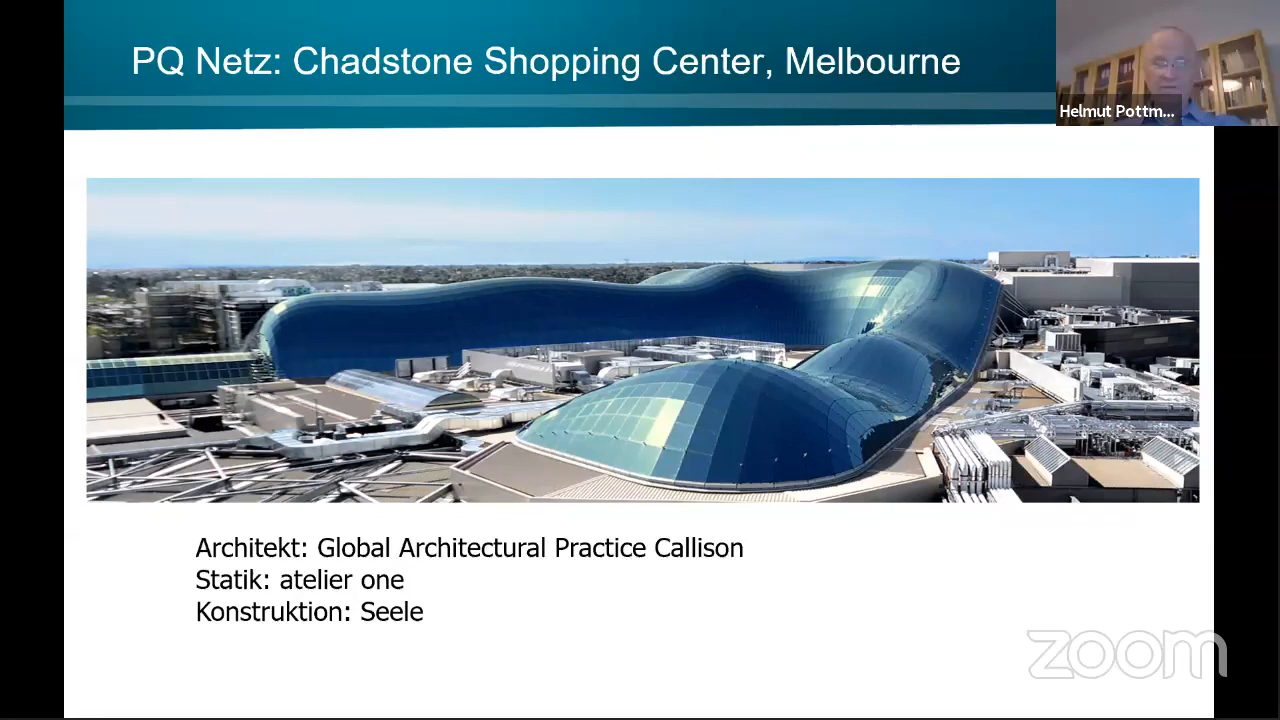 PQ Netz: Chadstone Shopping Center, Melbourne
Helmut Pottm...
Architekt: Global Architectural Practice Callison
Statik: atelier one
Konstruktion: Seele
zoom